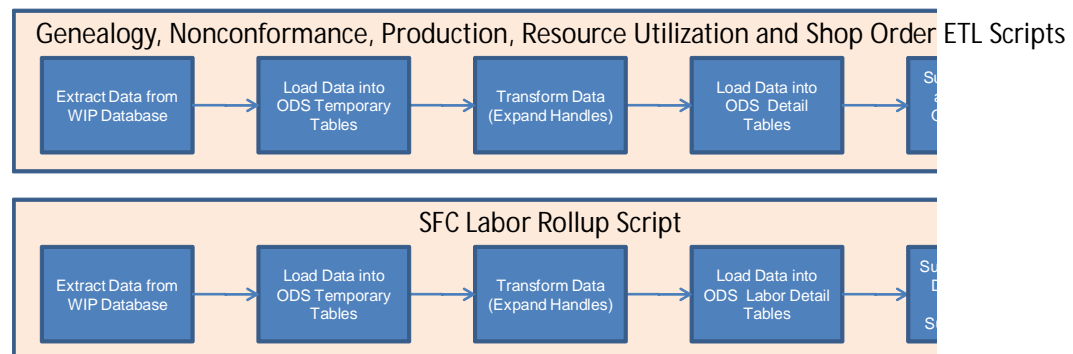 Genealogy, Nonconformance, Production, Resource Utilization and Shop Order ETL Scripts
Extract Data from
WIP Database
Load Data into
ODS Temporary
Tables
Transform Data
(Expand Handles)
Load Data into
ODS Detail
Tables
SFC Labor Rollup Script
Extract Data from
WIP Database
Load Data into
ODS Temporary
Tables
Transform Data
(Expand Handles)
Load Data into
ODS Labor Detail
Tables